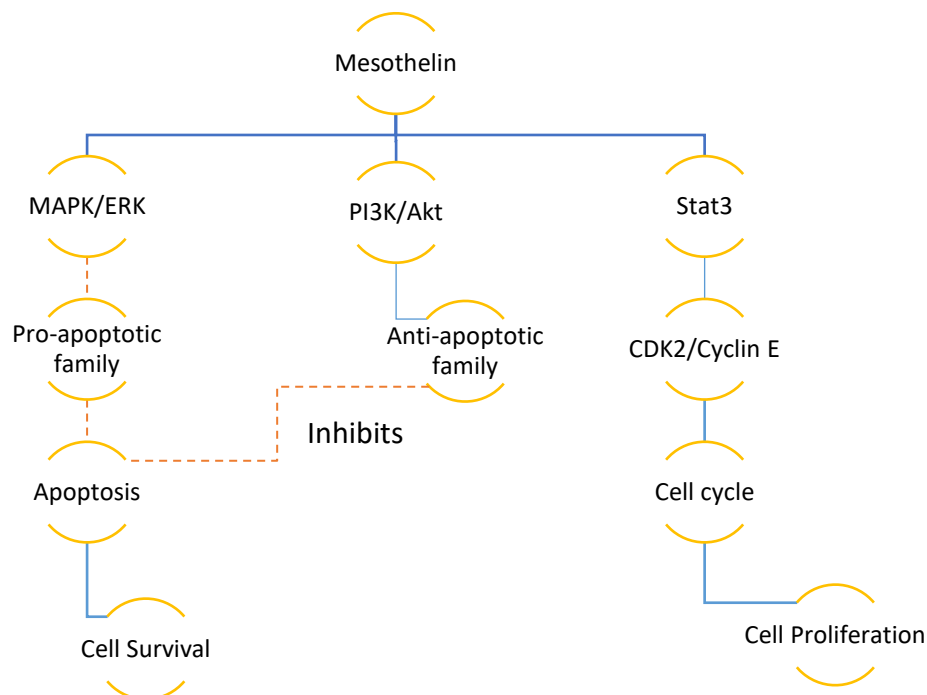 Mesothelin
MAPK/ERK
PI3K/Akt
Stat3
Pro-apoptotic
family
Anti-apoptotic
family
CDK2/Cyclin E
Inhibits
Apoptosis
Cell cycle
Cell Survival
Cell Proliferation